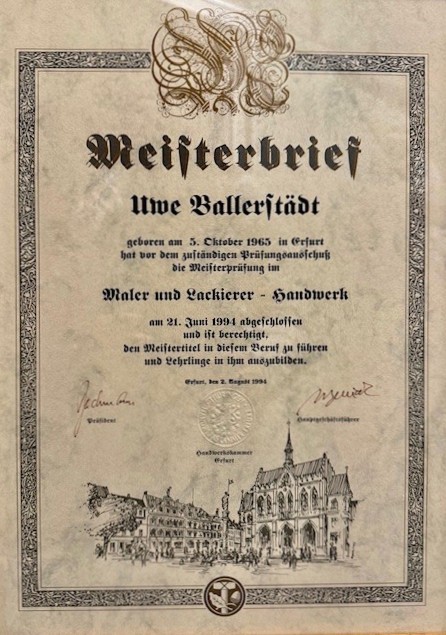 Meisterbrief
Uwe Ballerstädt
geboren am 5. Oktober 1965 in Erfurt
hat vor dem zuständigen Prüfungsausschuß
die Meisterprüfung im
Maler und Lackierer - Handwerk
am 21. Juni 1994 abgeschlossen
und ist berechtigt,
den Meistertitel in diesem Beruf zu führen
und Lehrlinge in ihm auszubilden.
Erfurt, den 2. August 1994
Präsident
Hauptgeschäftsführer
Handwerkskammer
Erfurt